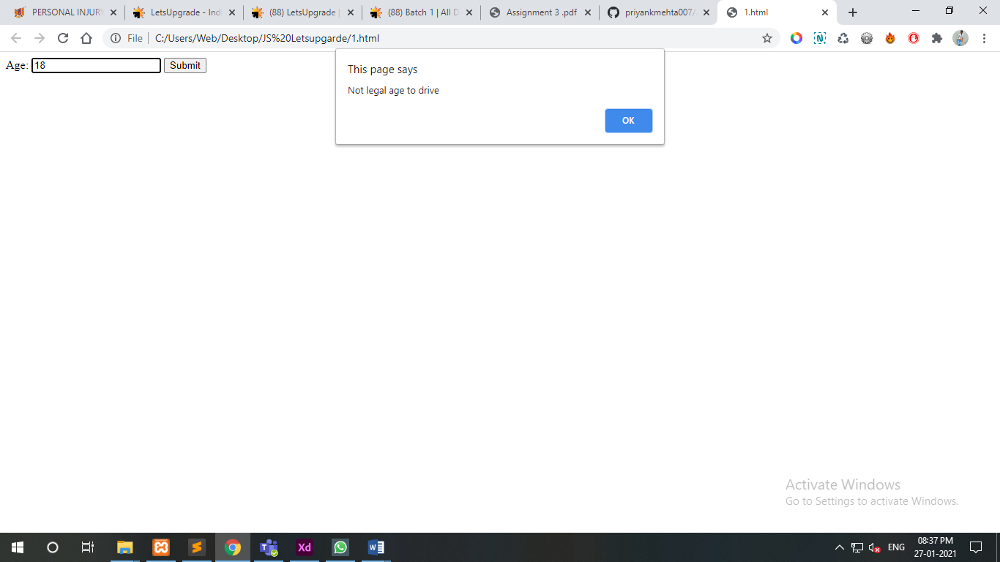 PERSONAL INJURY
LetsUpgrade - Indi
(88) LetsUpgrade |
(88) Batch 1 | All D
Assignment 3 .pdf
priyankmehta007/
1.html
File
C:/Users/Web/Desktop/JS%20Letsupgarde/1.html
Age: 18 Submit
This page says
Not legal age to drive
OK
Activate Windows
Go to Settings to activate Windows.
ENG
08:37 PM
27-01-2021